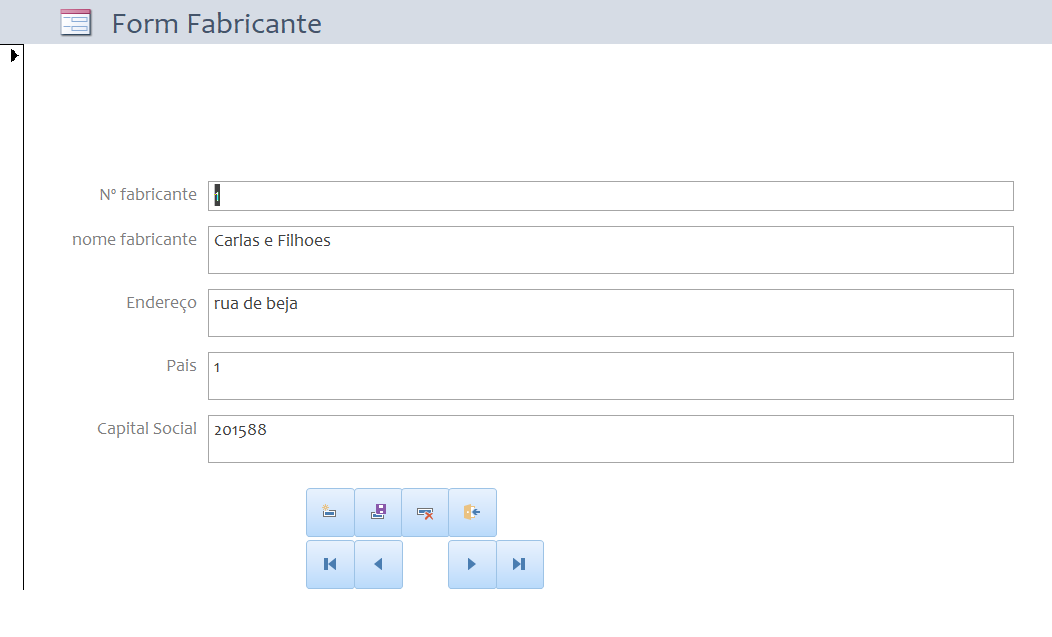 Form Fabricante
Nº fabricante 1
nome fabricante Carlas e Filhoes
Endereço rua de beja
Pais 1
Capital Social 201588